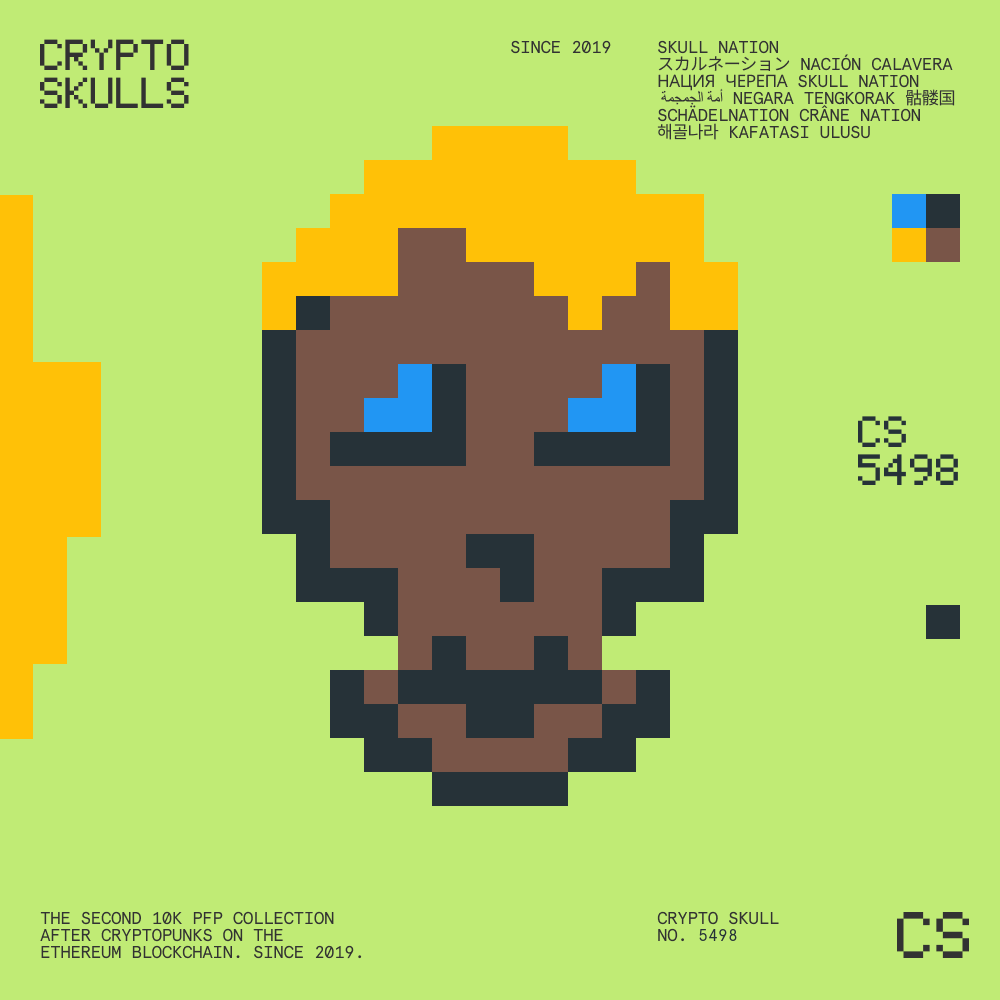 CRYPTO
SKULLS
SINCE 2019
SKULL NATION
スカルネーション NACIÓN CALAVERA
НАЦИЯ ЧЕРЕПА SKULL NATION
أمة الجمجمة NEGARA TENGKORAK 骷髅国
SCHÄDELNATION CRÂNE NATION
해골나라 KAFATASI ULUSU
CS
5498
THE SECOND 10K PFP COLLECTION
AFTER CRYPTOPUNKS ON THE
ETHEREUM BLOCKCHAIN. SINCE 2019.
CRYPTO SKULL
NO. 5498
CS